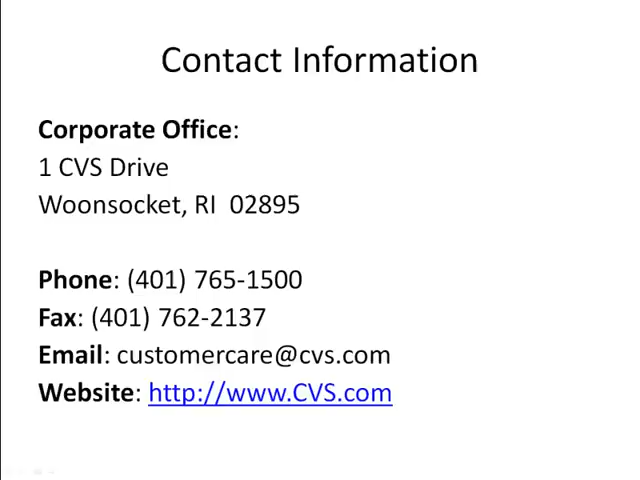 Contact Information
Corporate Office:
1 CVS Drive
Woonsocket, RI  02895
Phone: (401) 765-1500
Fax: (401) 762-2137
Email: customercare@cvs.com
Website: http://www.CVS.com